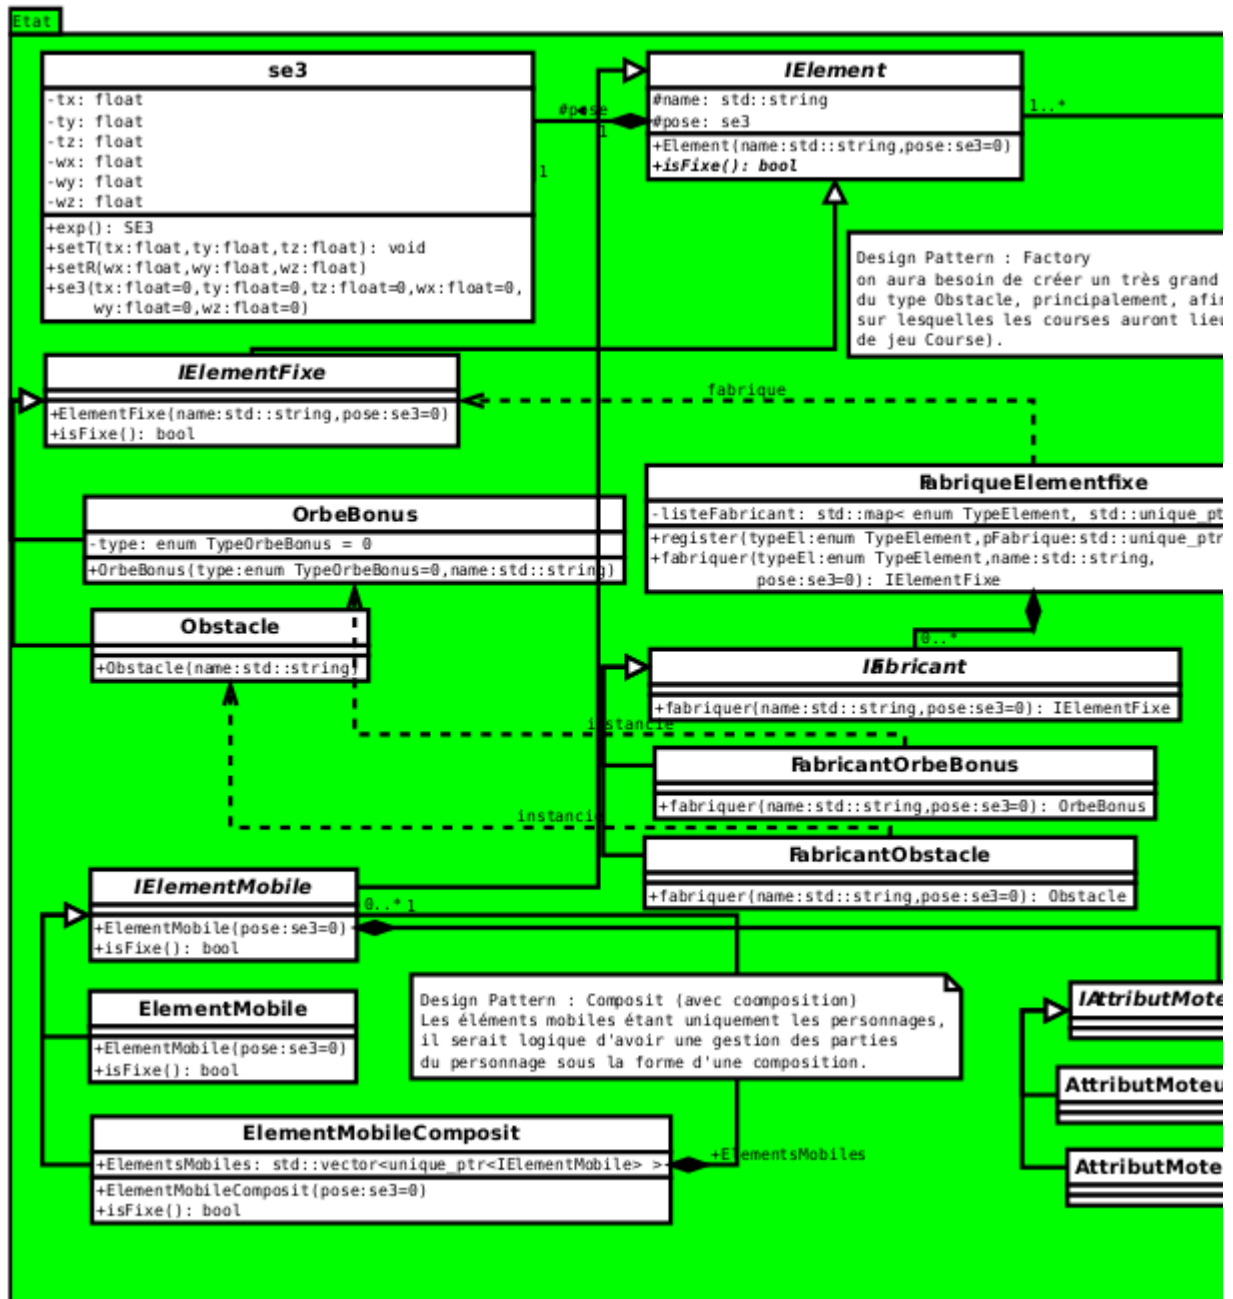 Etat
se3
-tx: float
-ty: float
-tz: float
-wx: float
-wy: float
-wz: float
+exp(): SE3
+setT(tx:float,ty:float,tz:float): void
+setR(wx:float,wy:float,wz:float)
+se3(tx:float=0,ty:float=0,tz:float=0,wx:float=0,
wy:float=0,wz:float=0)
1
#pose
1
IElement
#name: std::string
#pose: se3
+Element(name:std::string,pose:se3=0)
+isFixe(): bool
1..*
Design Pattern : Factory
on aura besoin de créer un très grand
du type Obstacle, principalement, afin
sur lesquelles les courses auront lieu
de jeu Course).
IElementFixe
+ElementFixe(name:std::string,pose:se3=0)
+isFixe(): bool
fabrique
FabriqueElementfixe
-listeFabricant: std::map< enum TypeElement, std::unique_pt
+register(typeEl:enum TypeElement,pFabrique:std::unique_ptr
+fabriquer(typeEl:enum TypeElement,name:std::string,
pose:se3=0): IElementFixe
OrbeBonus
-type: enum TypeOrbeBonus = 0
+OrbeBonus(type:enum TypeOrbeBonus=0,name:std::string)
Obstacle
+Obstacle(name:std::string)
0..*
IFabricant
+fabriquer(name:std::string,pose:se3=0): IElementFixe
instancie
FabricantOrbeBonus
+fabriquer(name:std::string,pose:se3=0): OrbeBonus
instancie
FabricantObstacle
+fabriquer(name:std::string,pose:se3=0): Obstacle
IElementMobile
+ElementMobile(pose:se3=0)
+isFixe(): bool
0..* 1
ElementMobile
+ElementMobile(pose:se3=0)
+isFixe(): bool
Design Pattern : Composit (avec coomposition)
Les éléments mobiles étant uniquement les personnages,
il serait logique d'avoir une gestion des parties
du personnage sous la forme d'une composition.
IAttributMote
AttributMoteu
AttributMote
ElementMobileComposit
+ElementsMobiles: std::vector<unique_ptr<IElementMobile> >
+ElementMobileComposit(pose:se3=0)
+isFixe(): bool
+ElementsMobiles